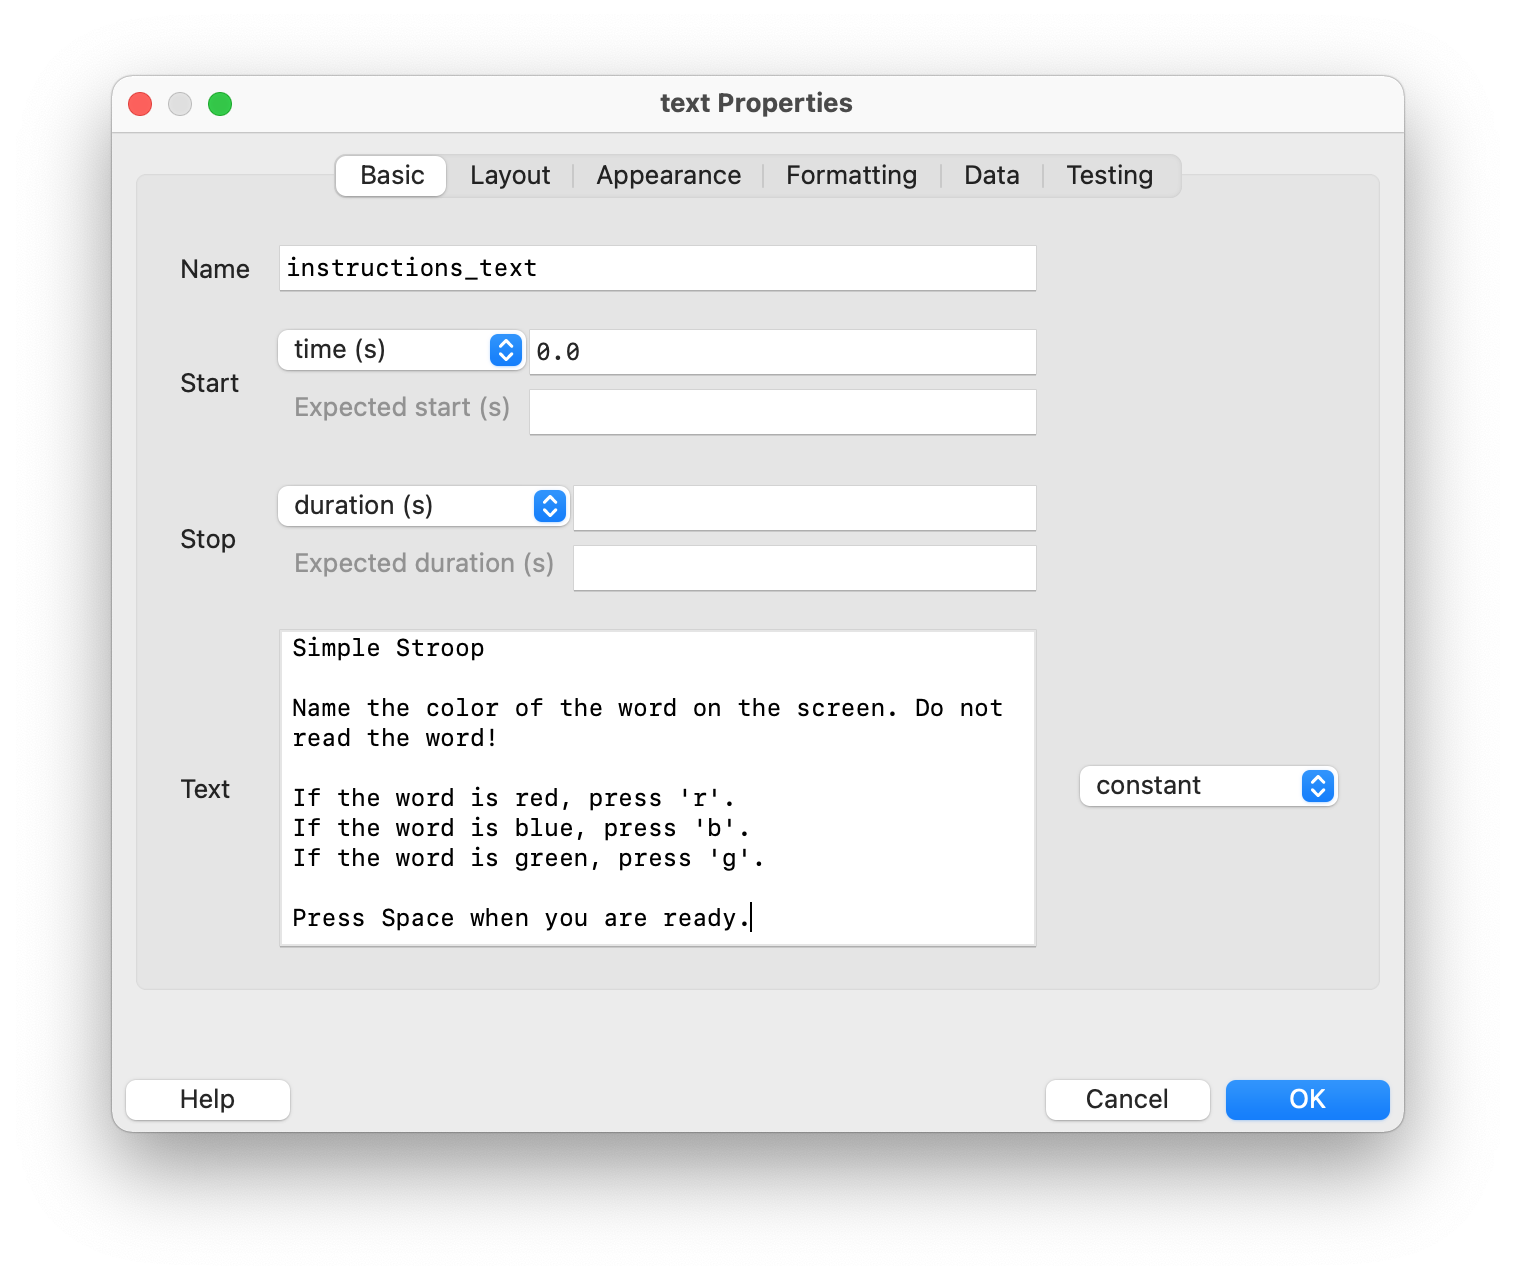 text Properties
Basic
Layout
Appearance
Formatting
Data
Testing
Name
instructions_text
Start
time (s)
0.0
Expected start (s)
Stop
duration (s)
Expected duration (s)
Text
Simple Stroop
Name the color of the word on the screen. Do not
read the word!
If the word is red, press 'r'.
If the word is blue, press 'b'.
If the word is green, press 'g'.
Press Space when you are ready.
constant
Help
Cancel
OK